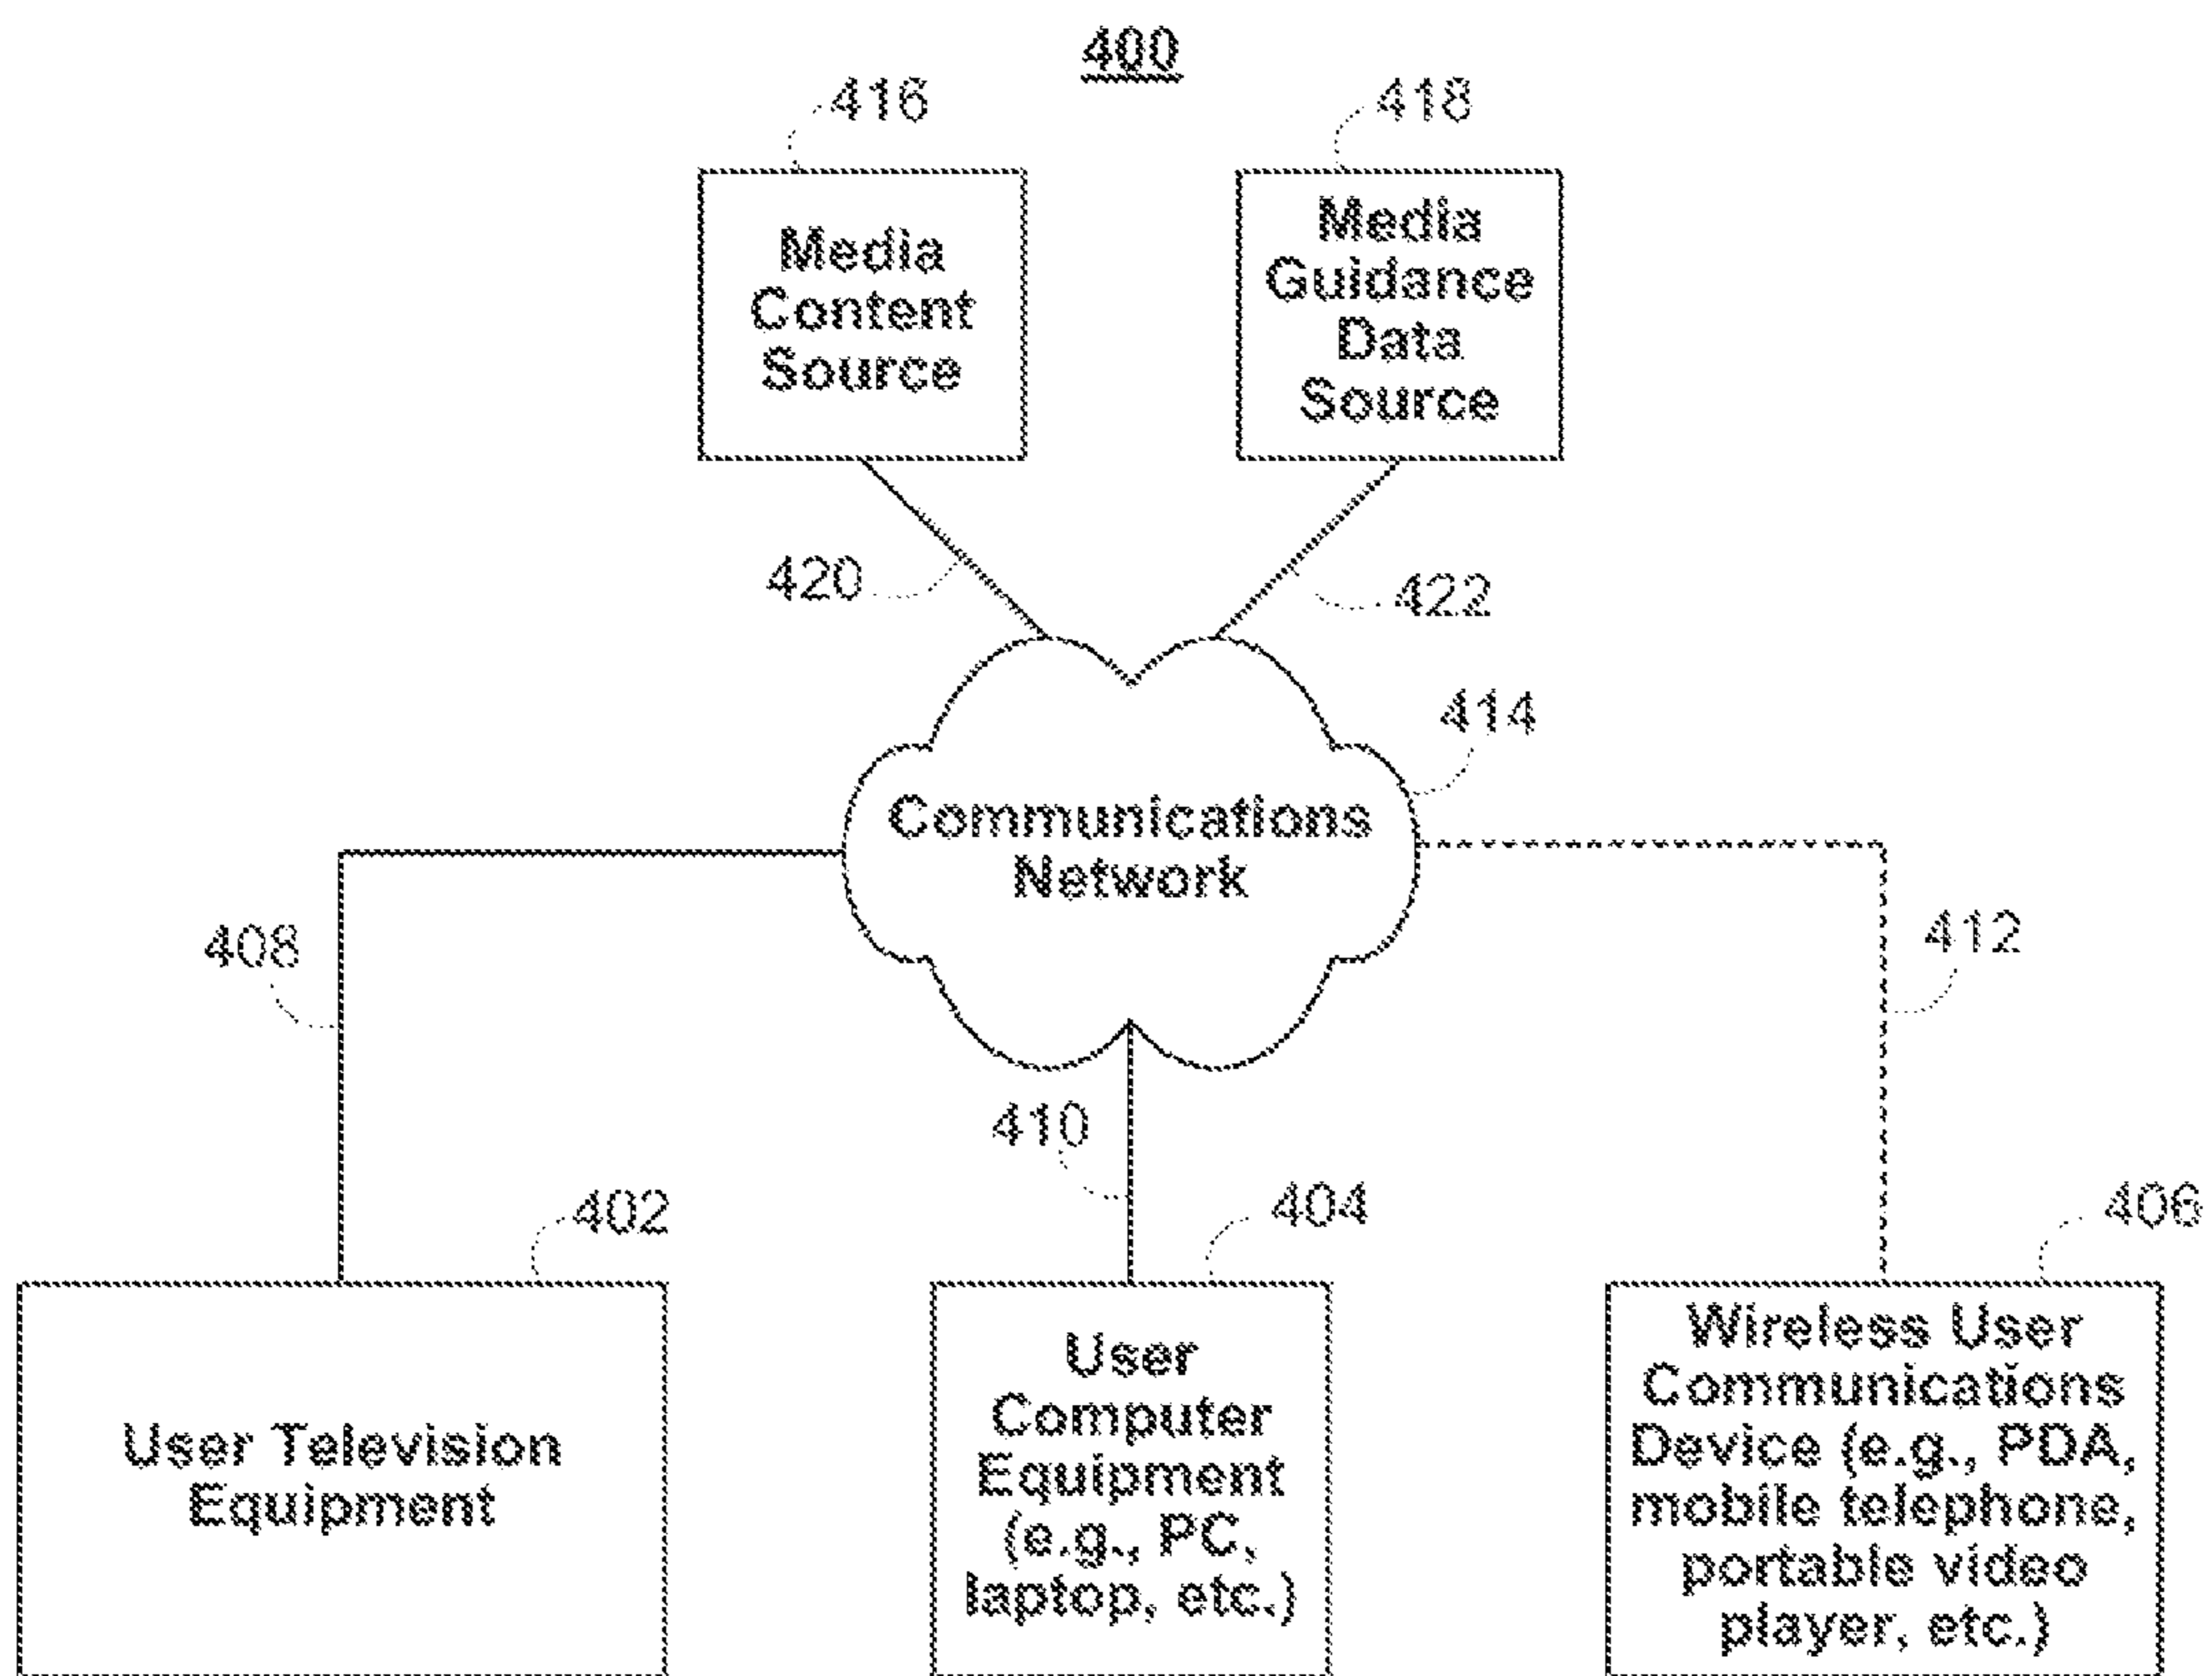 400
416
418
Media
Content
Source
Media
Guidance
Data
Source
420
422
414
Communications
Network
408
412
410
402
404
406
User Television
Equipment
User
Computer
Equipment
(e.g., PC,
laptop, etc.)
Wireless User
Communications
Device (e.g., PDA,
mobile telephone,
portable video
player, etc.)